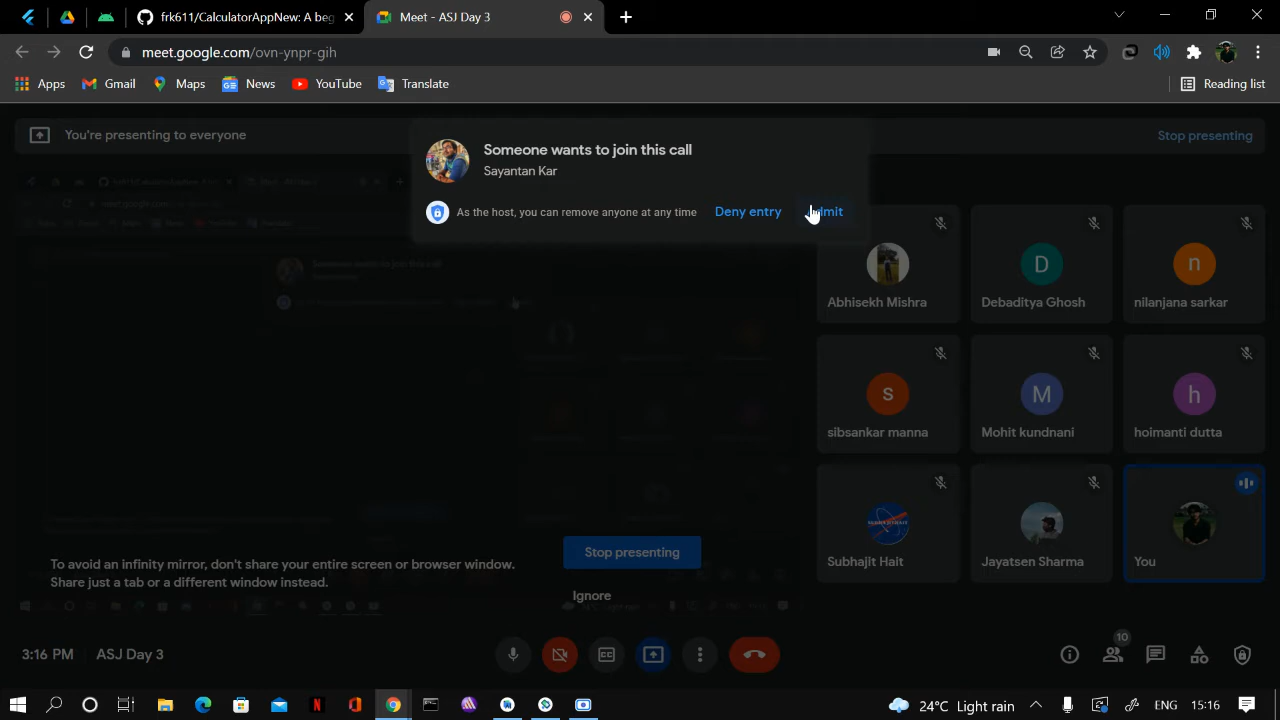 frk611/CalculatorAppNew: A beg
Meet - ASJ Day 3
meet.google.com/ovn-ynpr-gih
Apps
Gmail
Maps
News
YouTube
Translate
Reading list
You're presenting to everyone
Stop presenting
Someone wants to join this call
Sayantan Kar
As the host, you can remove anyone at any time
Deny entry
Admit
Abhisekh Mishra
Debaditya Ghosh
nilanjana sarkar
sibsankar manna
Mohit kundnani
hoimanti dutta
Subhajit Hait
Jayatsen Sharma
You
D
n
s
M
h
To avoid an infinity mirror, don't share your entire screen or browser window.
Share just a tab or a different window instead.
Stop presenting
Ignore
3:16 PM
ASJ Day 3
CC
10
24°C Light rain
ENG
15:16